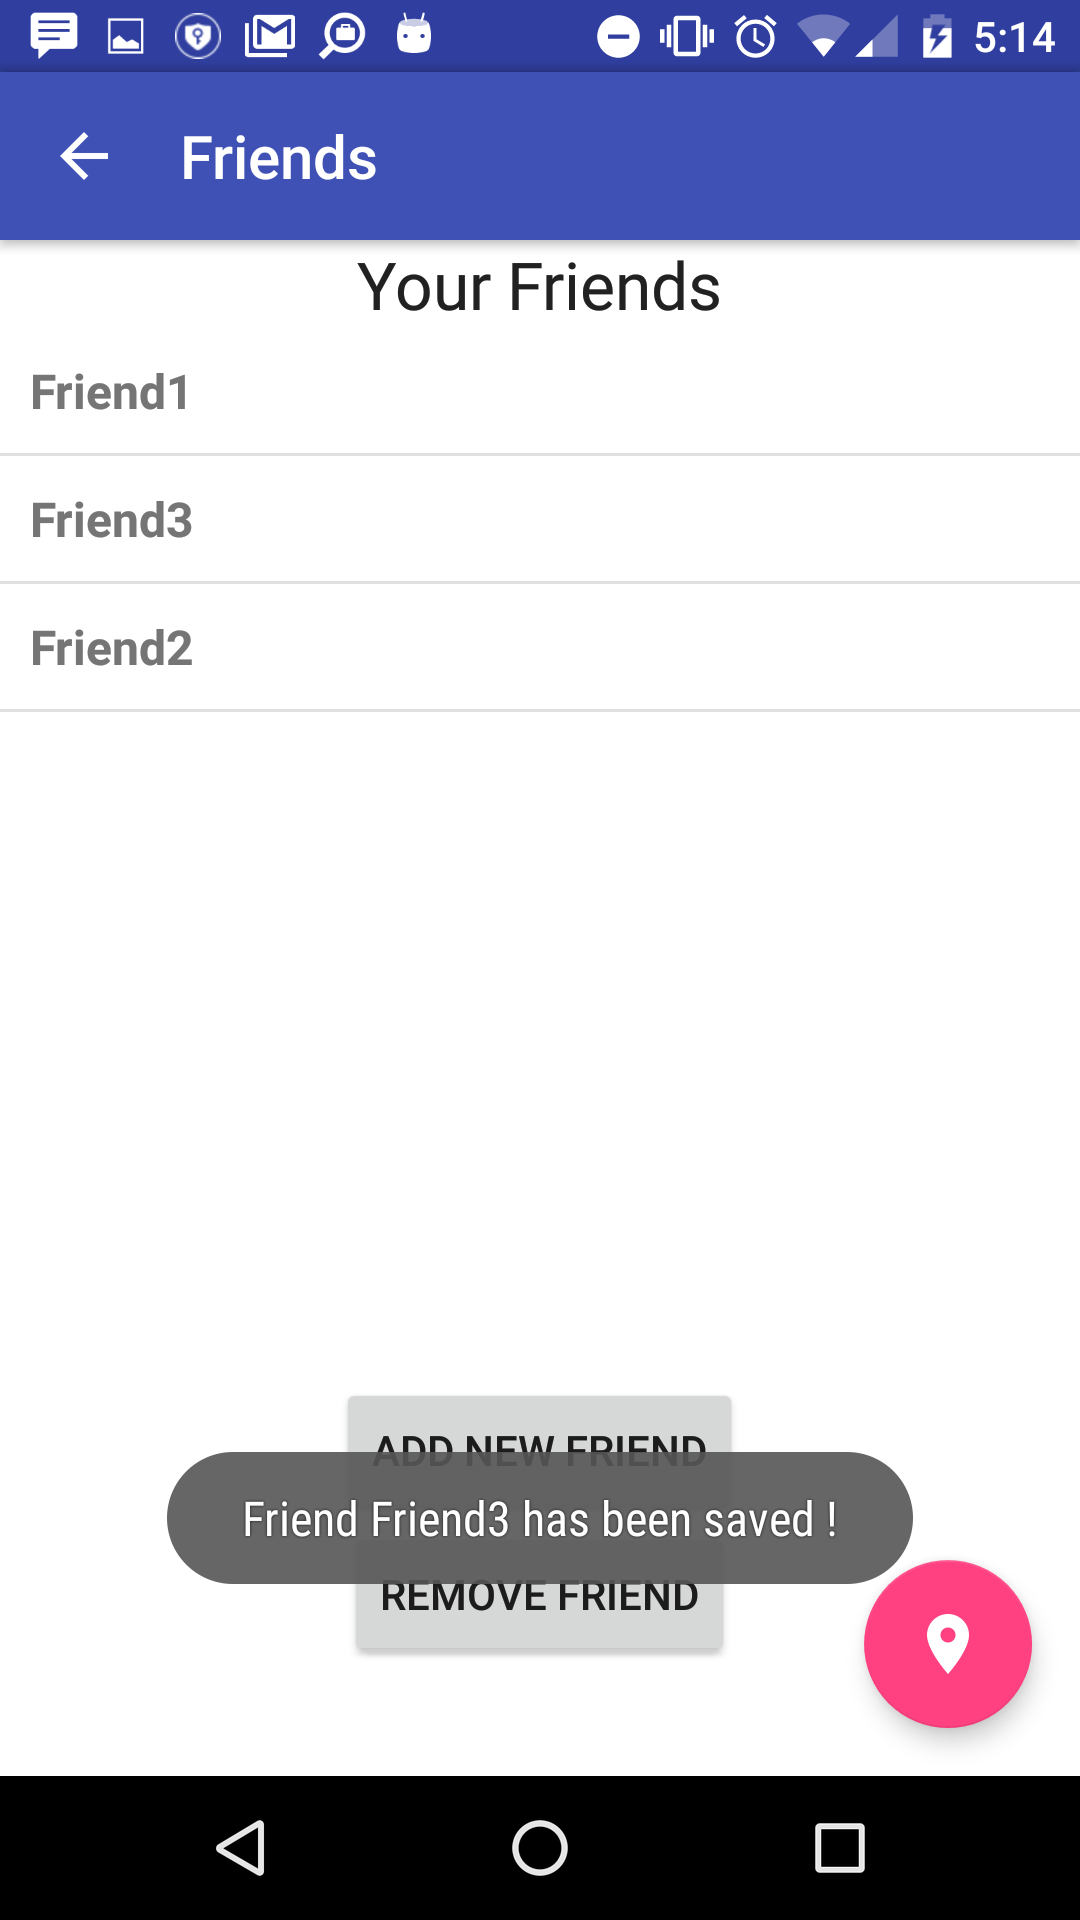 5:14
Friends
Your Friends
Friend1
Friend3
Friend2
ADD NEW FRIEND
Friend Friend3 has been saved !
REMOVE FRIEND